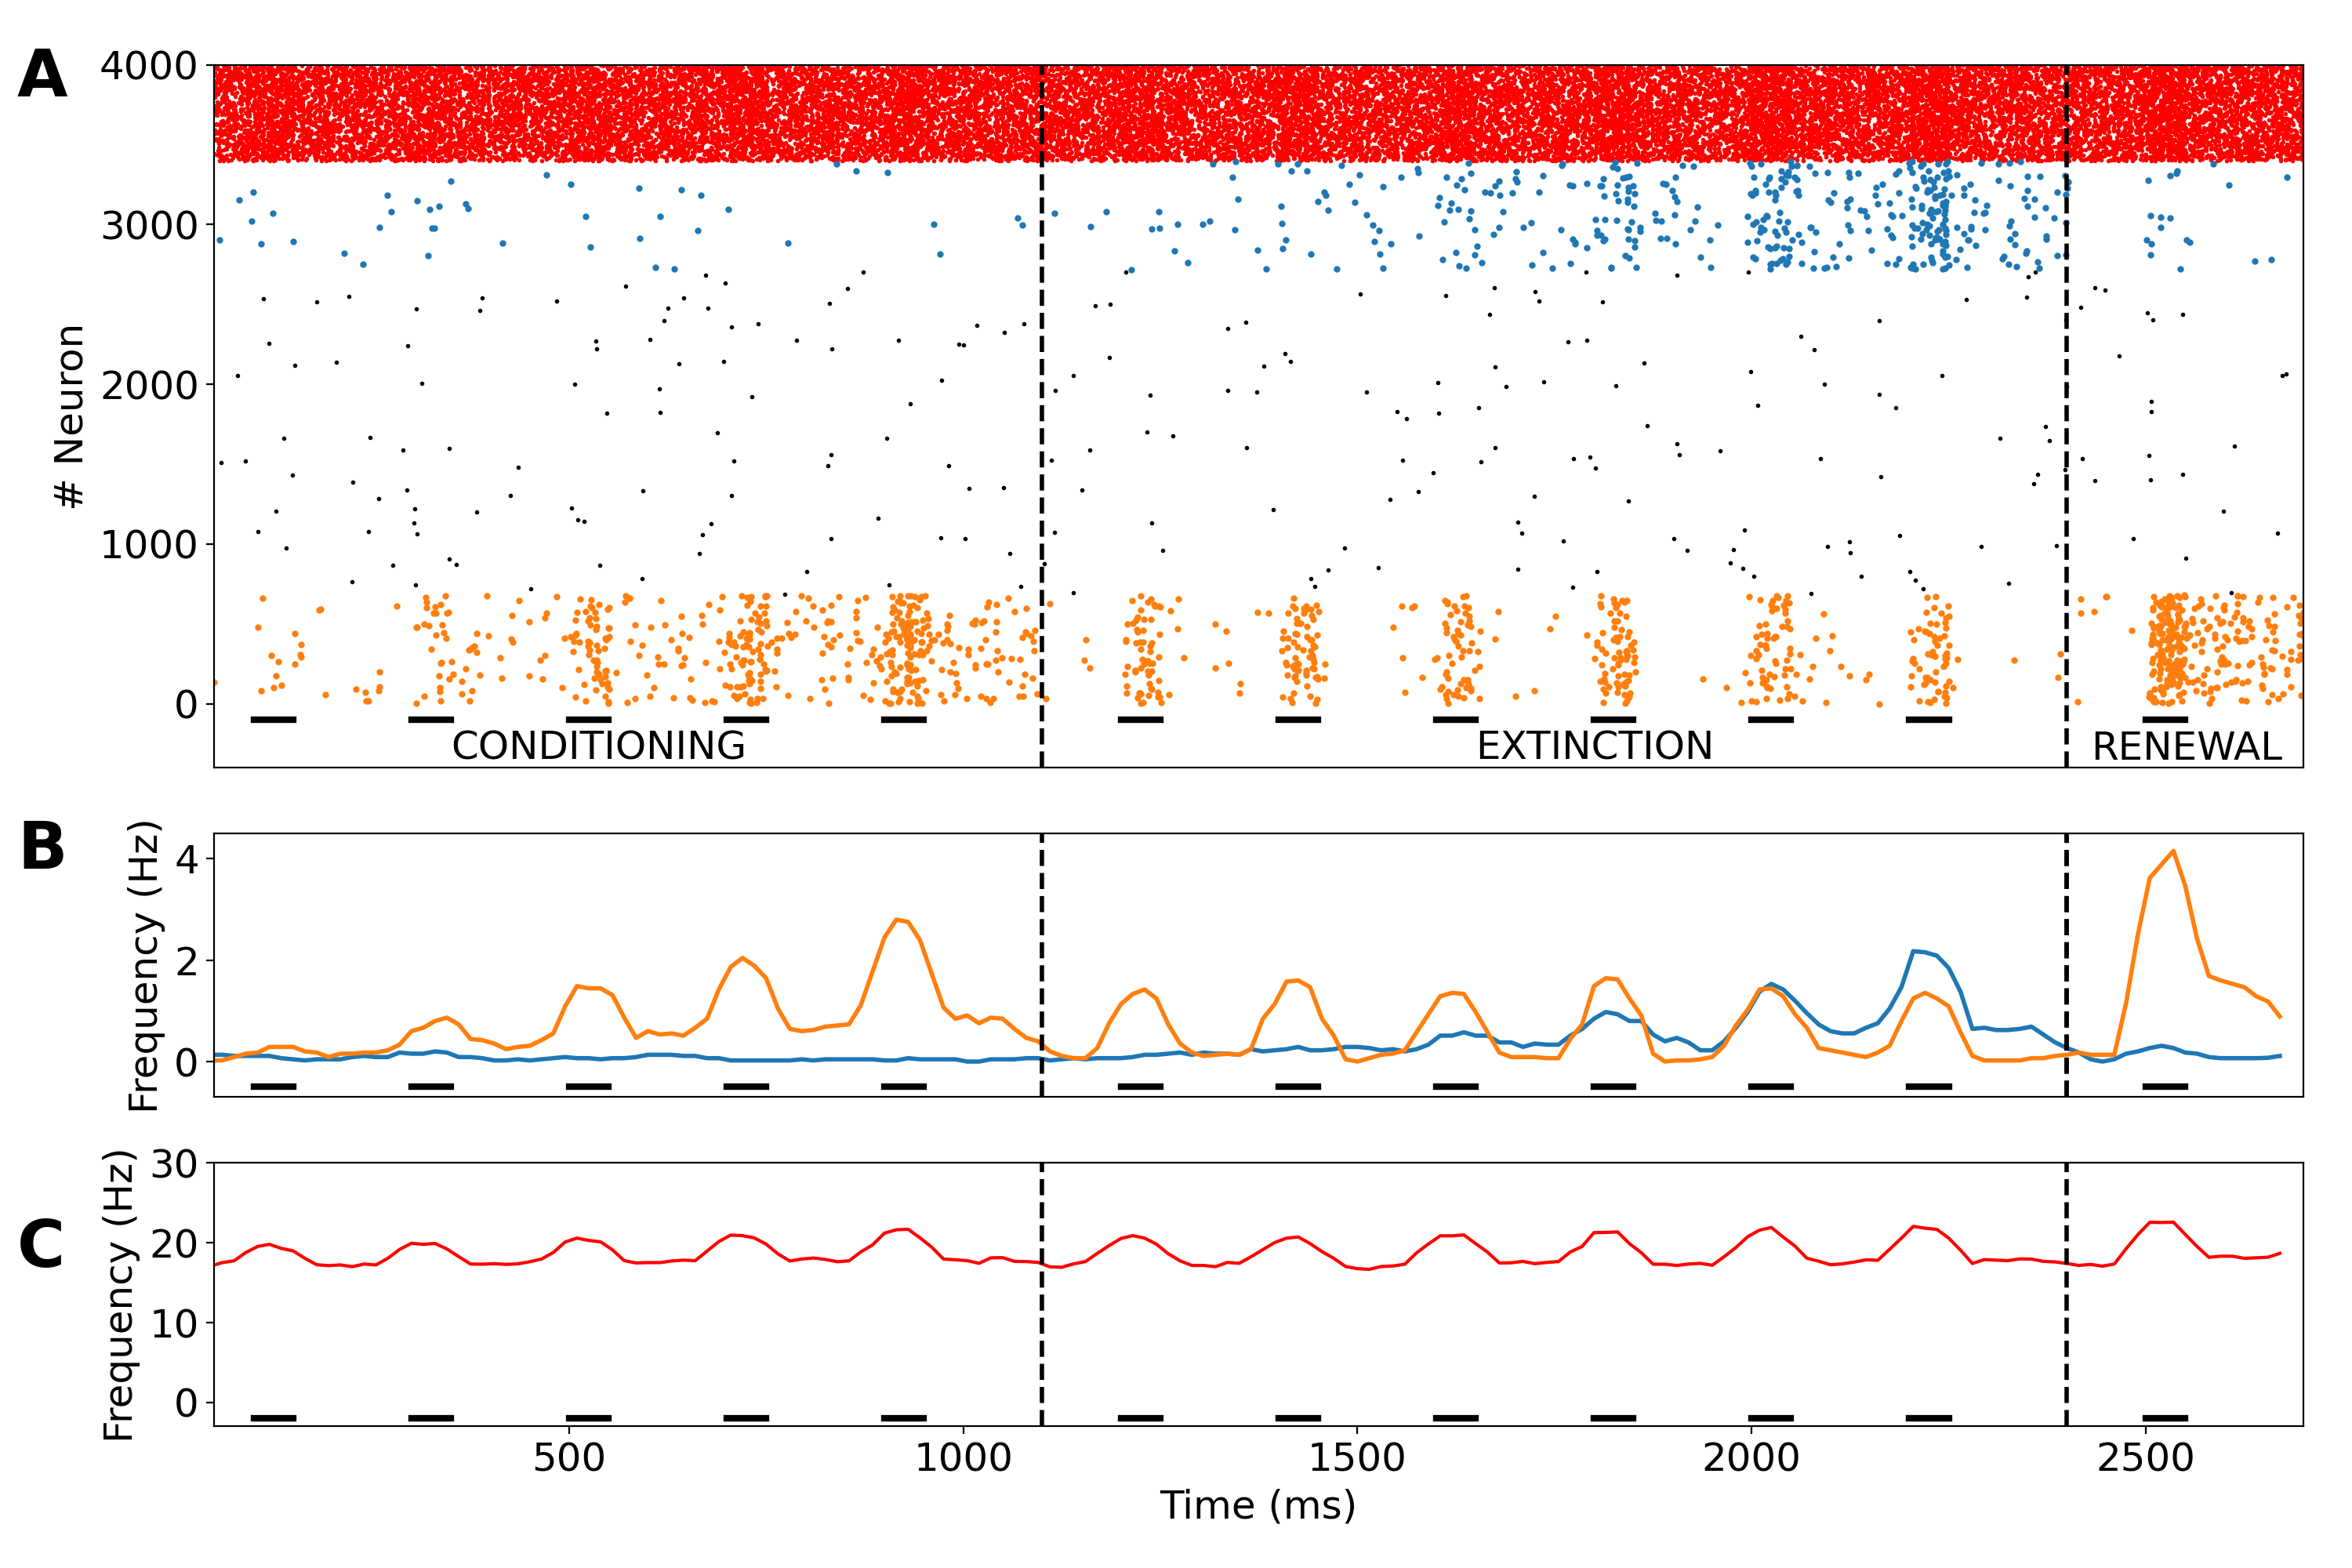 A
4000
3000
2000
1000
0
# Neuron
CONDITIONING
EXTINCTION
RENEWAL
B
4
2
0
Frequency (Hz)
C
30
20
10
0
Frequency (Hz)
500
1000
1500
2000
2500
Time (ms)